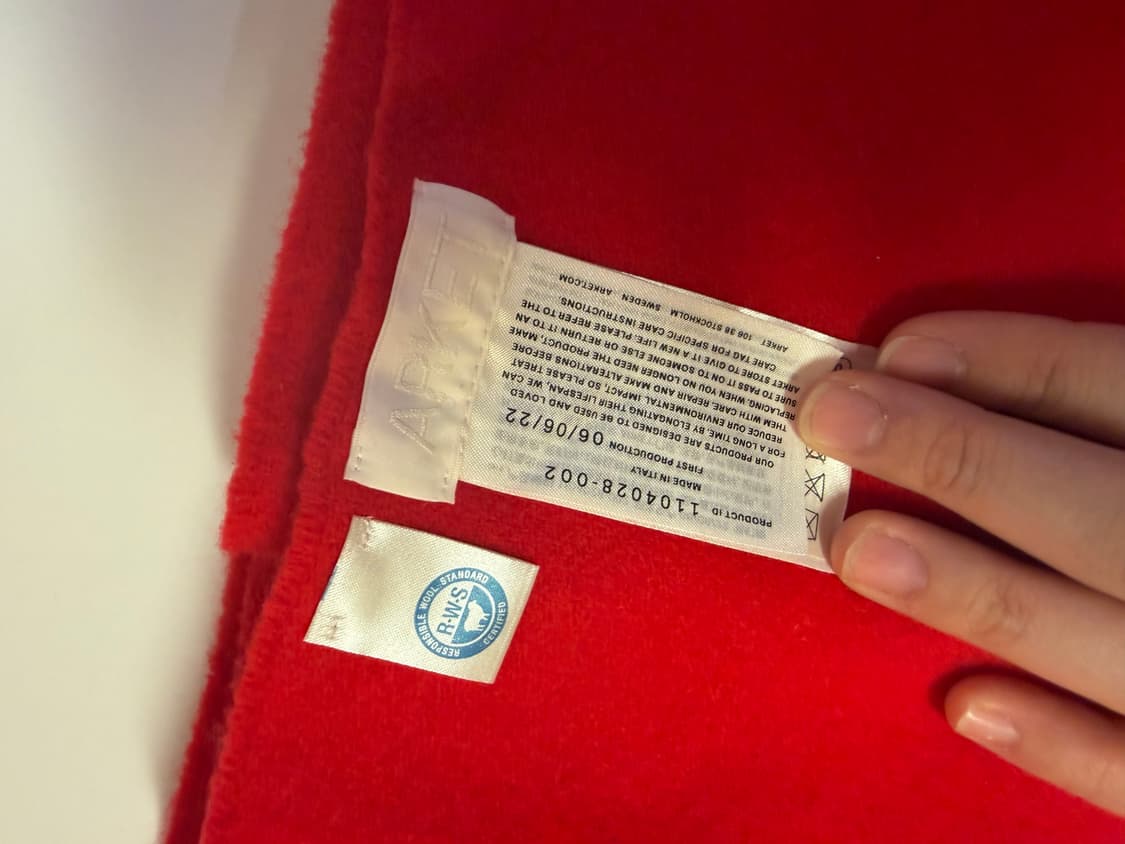 ARKET
PRODUCT ID 1104028-002
MADE IN ITALY
FIRST PRODUCTION 06/06/22
OUR PRODUCTS ARE DESIGNED TO BE USED AND LOVED
FOR A LONG TIME. BY ELONGATING THEIR LIFESPAN, WE CAN
REDUCE OUR ENVIRONMENTAL IMPACT, SO PLEASE TREAT
THEM WITH CARE. REPAIR AND MAKE ALTERATIONS BEFORE
REPLACING. WHEN YOU NO LONGER NEED THE PRODUCT, MAKE
SURE TO PASS IT ON TO SOMEONE ELSE OR RETURN IT TO AN
ARKET STORE TO GIVE IT A NEW LIFE. PLEASE REFER TO THE
CARE TAG FOR SPECIFIC CARE INSTRUCTIONS.
ARKET 106 38 STOCKHOLM SWEDEN ARKET.COM
RESPONSIBLE WOOL STANDARD
R·W·S
CERTIFIED